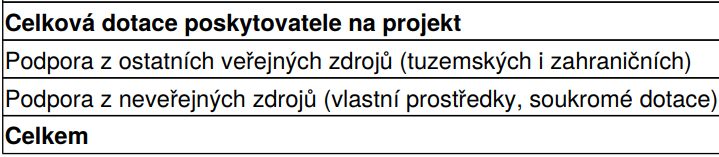 Celková dotace poskytovatele na projekt
Podpora z ostatních veřejných zdrojů (tuzemských i zahraničních)
Podpora z neveřejných zdrojů (vlastní prostředky, soukromé dotace)
Celkem